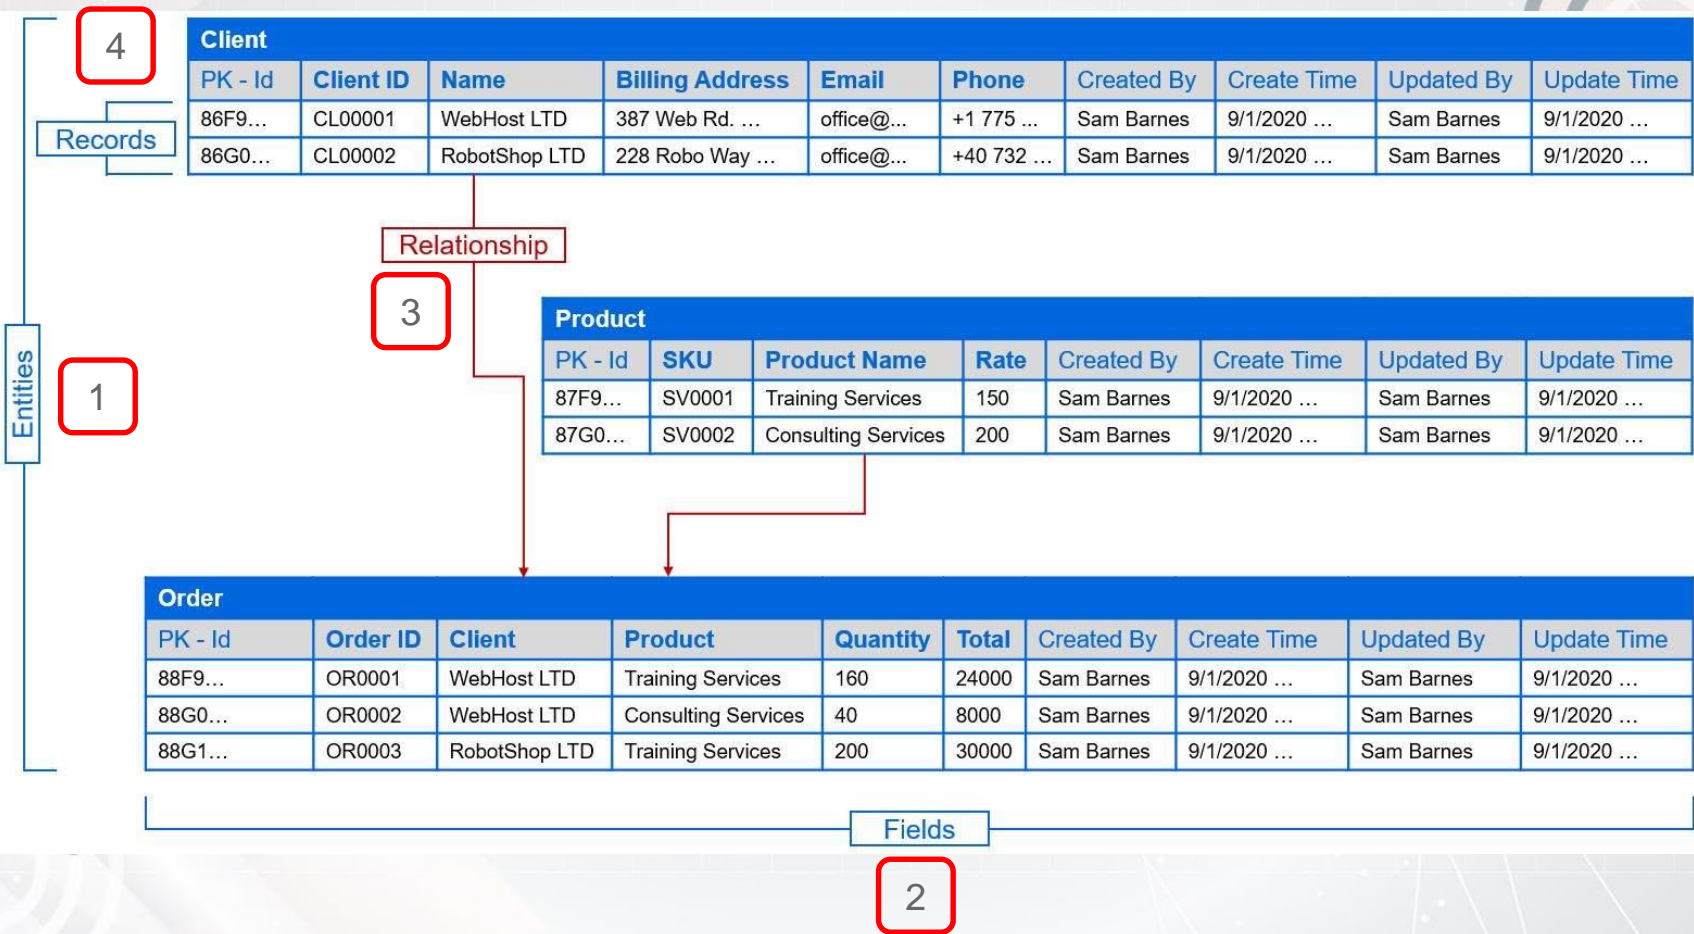 4
Client
PK - Id Client ID Name Billing Address Email Phone Created By Create Time Updated By Update Time
86F9... CL00001 WebHost LTD 387 Web Rd. ... office@... +1 775 ... Sam Barnes 9/1/2020 ... Sam Barnes 9/1/2020 ...
Records
86G0... CL00002 RobotShop LTD 228 Robo Way ... office@... +40 732 ... Sam Barnes 9/1/2020 ... Sam Barnes 9/1/2020 ...
Relationship
3
Product
PK - Id SKU Product Name Rate Created By Create Time Updated By Update Time
87F9... SV0001 Training Services 150 Sam Barnes 9/1/2020 ... Sam Barnes 9/1/2020 ...
87G0... SV0002 Consulting Services 200 Sam Barnes 9/1/2020 ... Sam Barnes 9/1/2020 ...
Entities
1
Order
PK - Id Order ID Client Product Quantity Total Created By Create Time Updated By Update Time
88F9... OR0001 WebHost LTD Training Services 160 24000 Sam Barnes 9/1/2020 ... Sam Barnes 9/1/2020 ...
88G0... OR0002 WebHost LTD Consulting Services 40 8000 Sam Barnes 9/1/2020 ... Sam Barnes 9/1/2020 ...
88G1... OR0003 RobotShop LTD Training Services 200 30000 Sam Barnes 9/1/2020 ... Sam Barnes 9/1/2020 ...
Fields
2